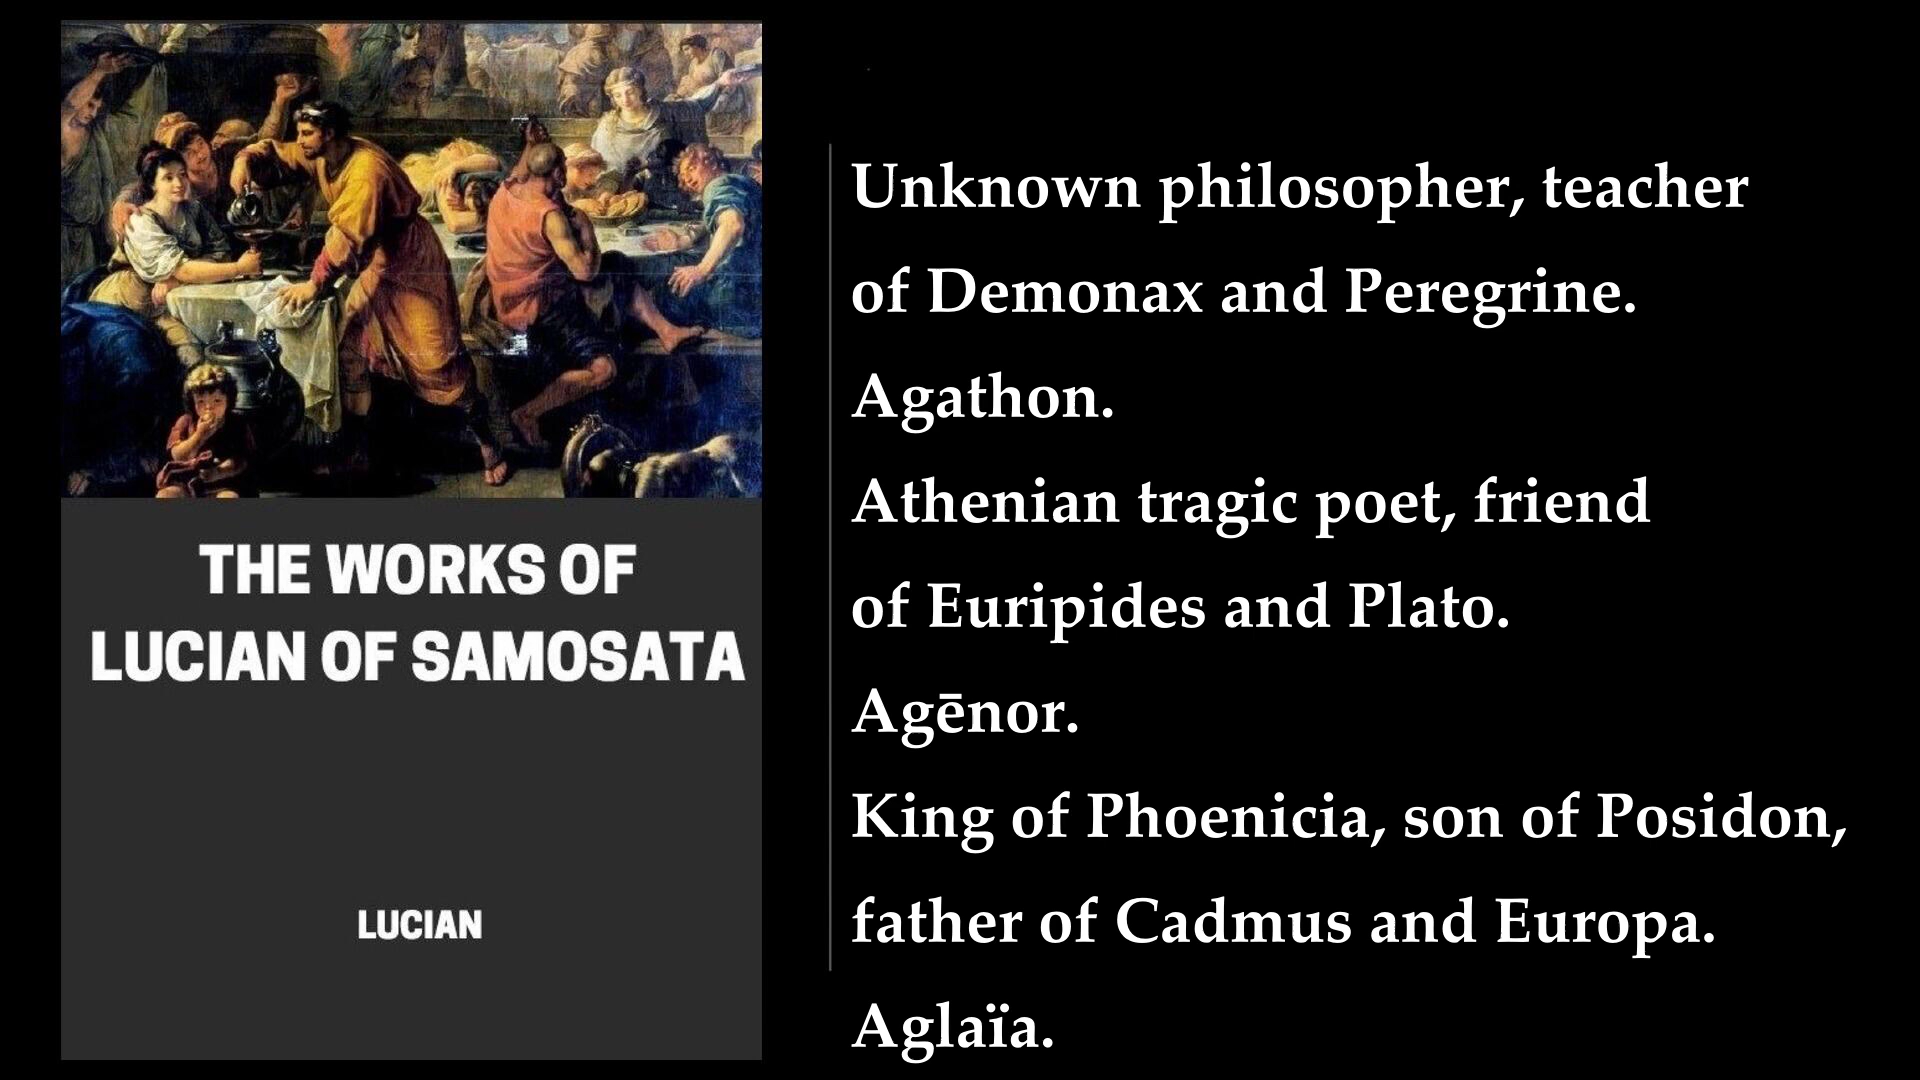 THE WORKS OF
LUCIAN OF SAMOSATA
LUCIAN
Unknown philosopher, teacher
of Demonax and Peregrine.
Agathon.
Athenian tragic poet, friend
of Euripides and Plato.
Agēnor.
King of Phoenicia, son of Posidon,
father of Cadmus and Europa.
Aglaïa.